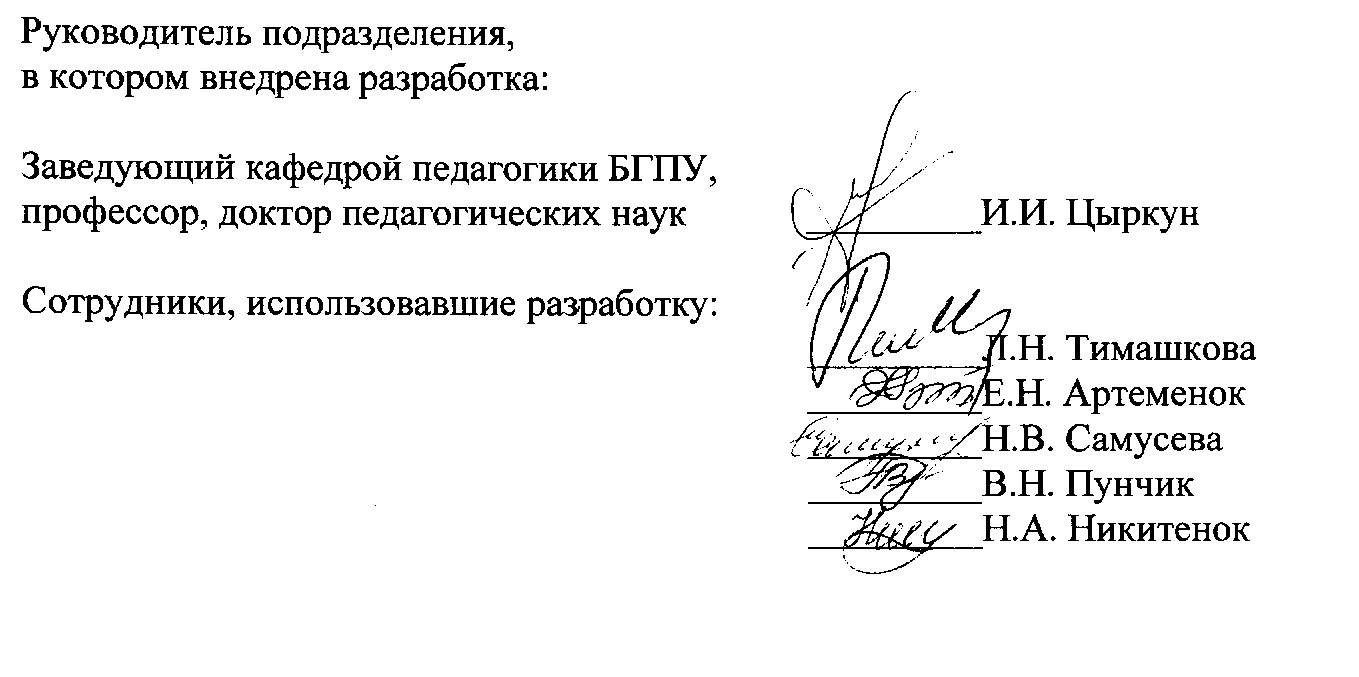 Руководитель подразделения,
в котором внедрена разработка:
Заведующий кафедрой педагогики БГПУ,
профессор, доктор педагогических наук И.И. Цыркун
Сотрудники, использовавшие разработку:
Л.Н. Тимашкова
Е.Н. Артеменок
Н.В. Самусева
В.Н. Пунчик
Н.А. Никитенок